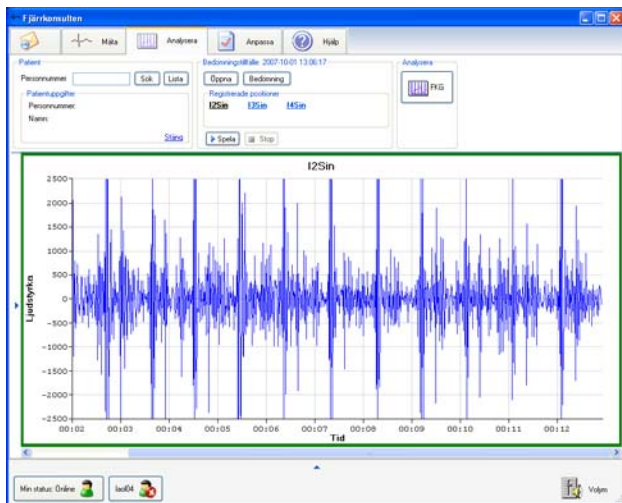 Fjärrkonsulten
Mäta
Analysera
Anpassa
Hjälp
Patient
Personnummer
Sök
Lista
Patientuppgifter
Personnummer:
Namn:
Stäng
Bedömningstillfälle: 2007-10-01 13:06:17
Öppna
Bedömning
Registrerade positioner
I2Sin
I3Sin
I4Sin
Spela
Stop
Analysera
FKG
I2Sin
Ljudstyrka
2500
2000
1500
1000
500
0
−500
−1000
−1500
−2000
−2500
00:02 00:03 00:04 00:05 00:06 00:07 00:08 00:09 00:10 00:11 00:12
Tid
Min status: Online
Volym